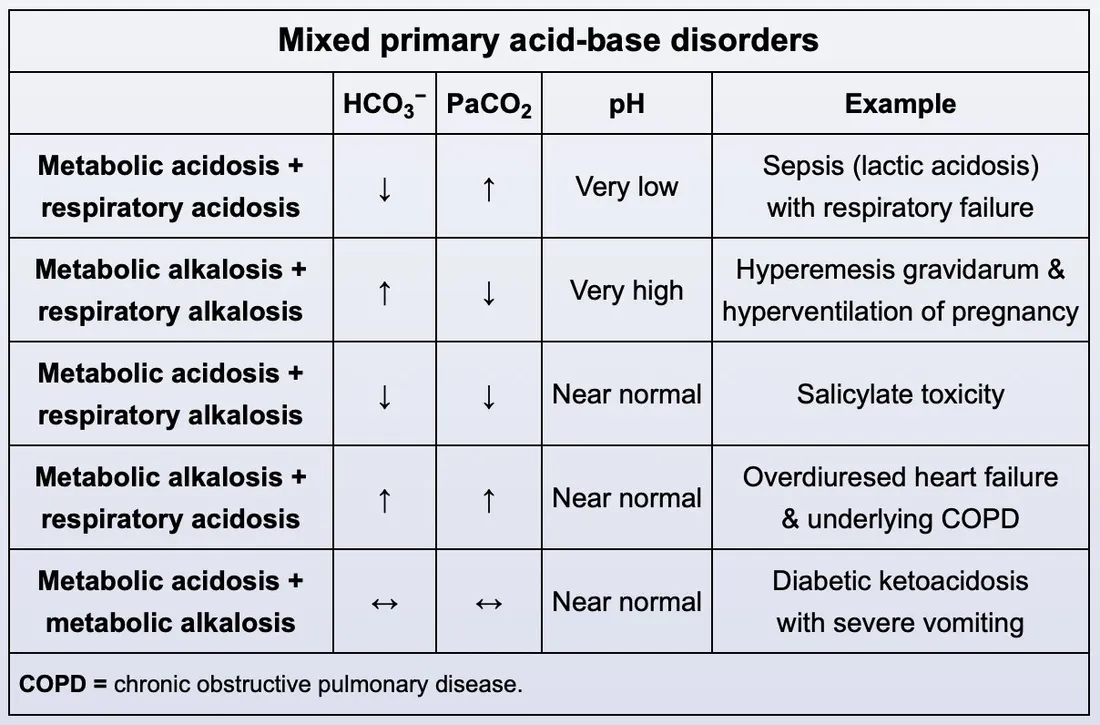 Mixed primary acid-base disorders
HCO₃⁻ PaCO₂ pH Example
Metabolic acidosis +
respiratory acidosis
↓ ↑ Very low
Sepsis (lactic acidosis)
with respiratory failure
Metabolic alkalosis +
respiratory alkalosis
↑ ↓ Very high
Hyperemesis gravidarum &
hyperventilation of pregnancy
Metabolic acidosis +
respiratory alkalosis
↓ ↓ Near normal
Salicylate toxicity
Metabolic alkalosis +
respiratory acidosis
↑ ↑ Near normal
Overdiuresed heart failure
& underlying COPD
Metabolic acidosis +
metabolic alkalosis
↔ ↔ Near normal
Diabetic ketoacidosis
with severe vomiting
COPD = chronic obstructive pulmonary disease.